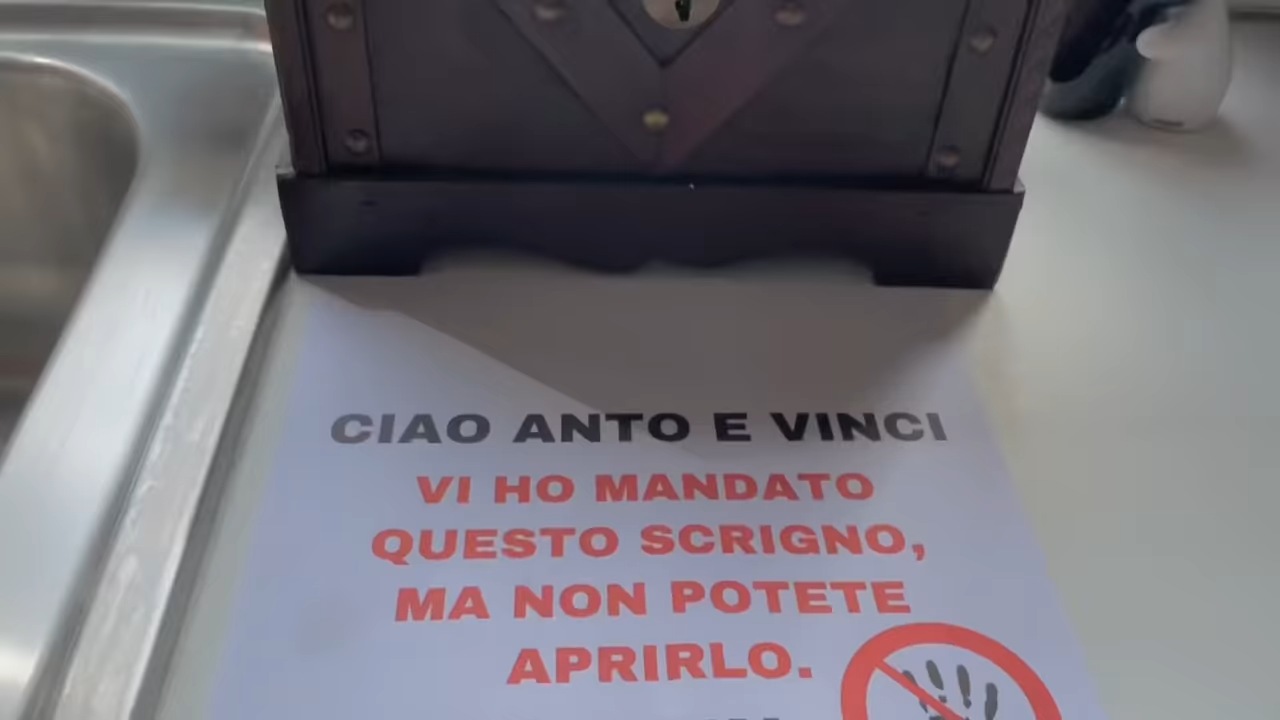 CIAO ANTO E VINCI
VI HO MANDATO
QUESTO SCRIGNO,
MA NON POTETE
APRIRLO.